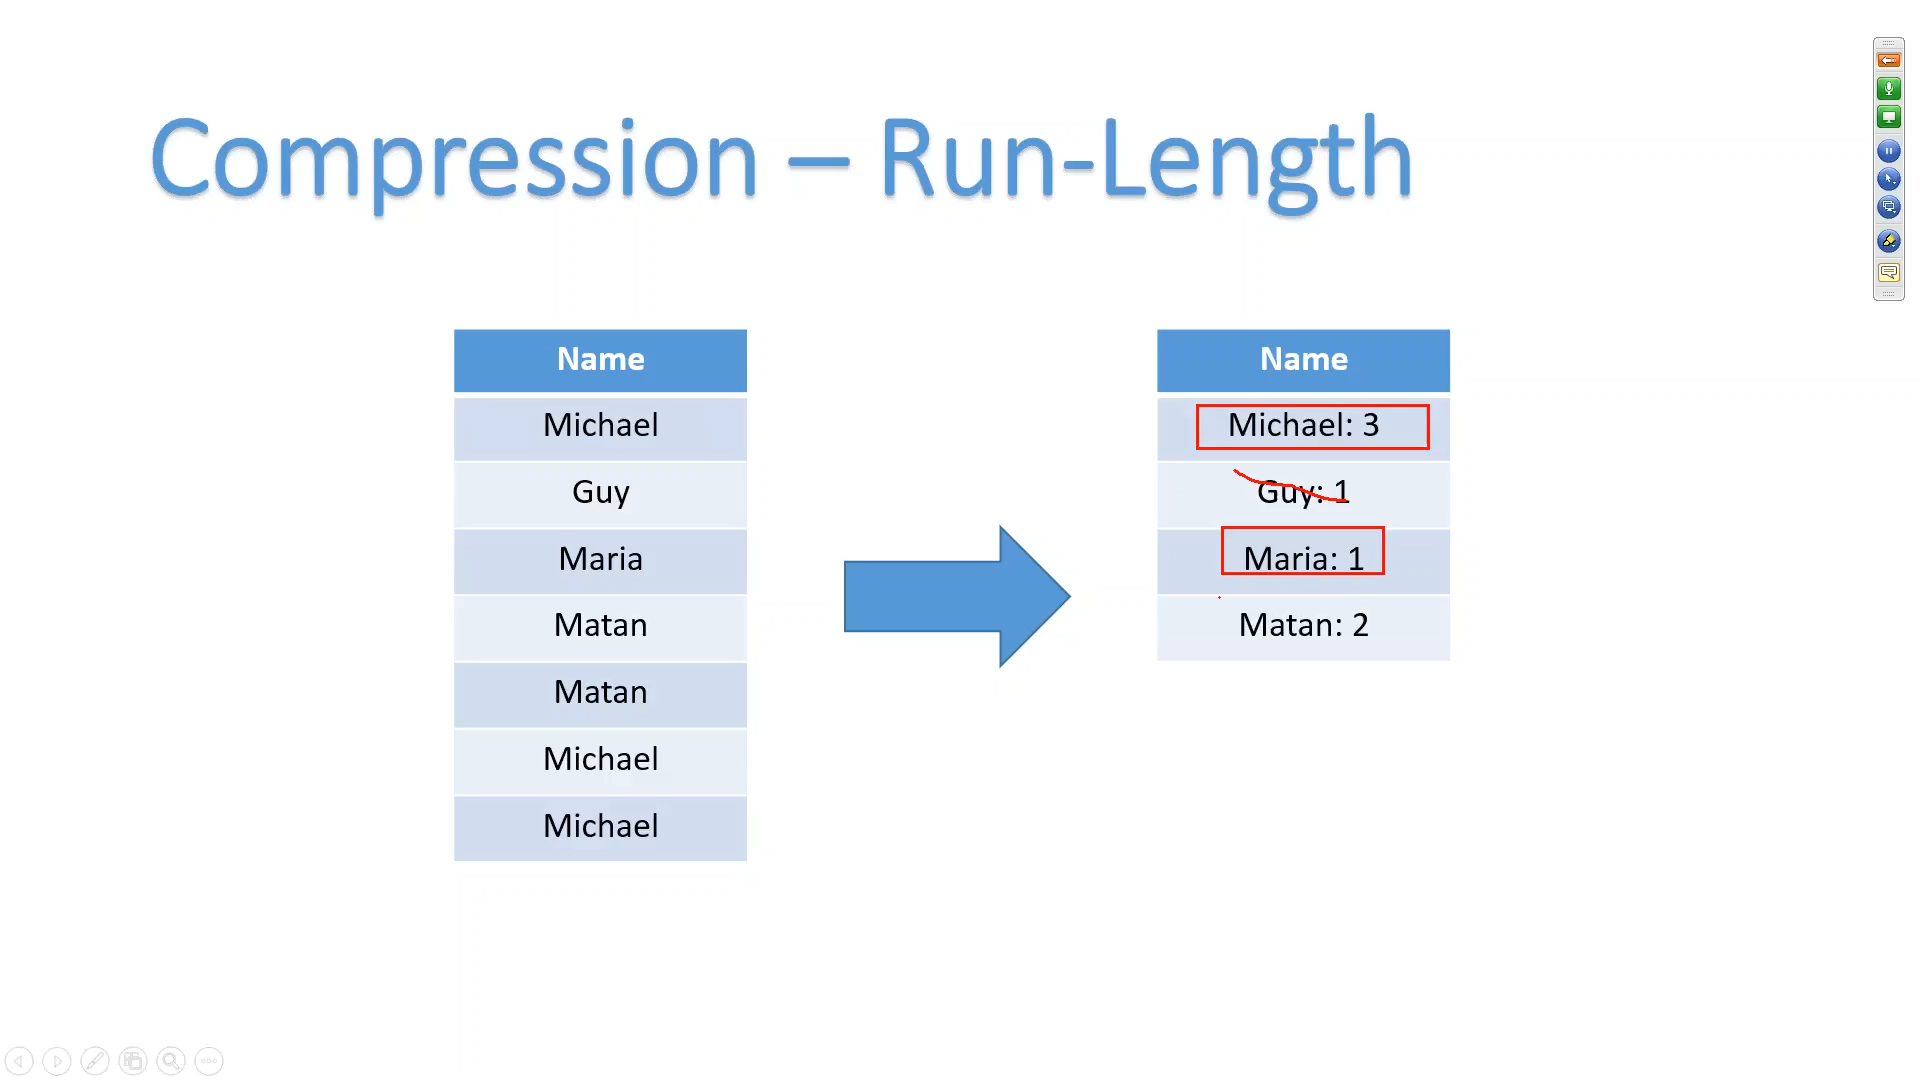 Compression – Run-Length
Name
Michael
Guy
Maria
Matan
Matan
Michael
Michael
Name
Michael: 3
Guy: 1
Maria: 1
Matan: 2